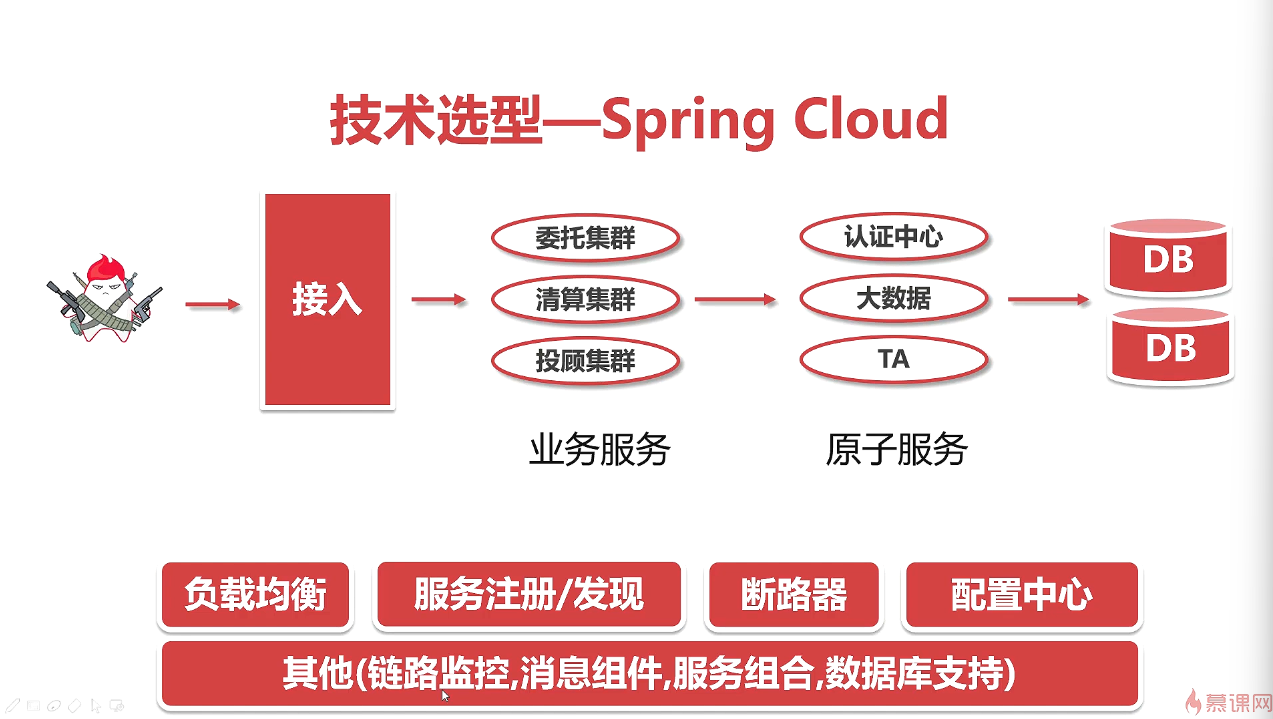 技术选型—Spring Cloud
接入
委托集群
清算集群
投顾集群
业务服务
认证中心
大数据
TA
原子服务
DB
DB
负载均衡
服务注册/发现
断路器
配置中心
其他(链路监控,消息组件,服务组合,数据库支持)
慕课网